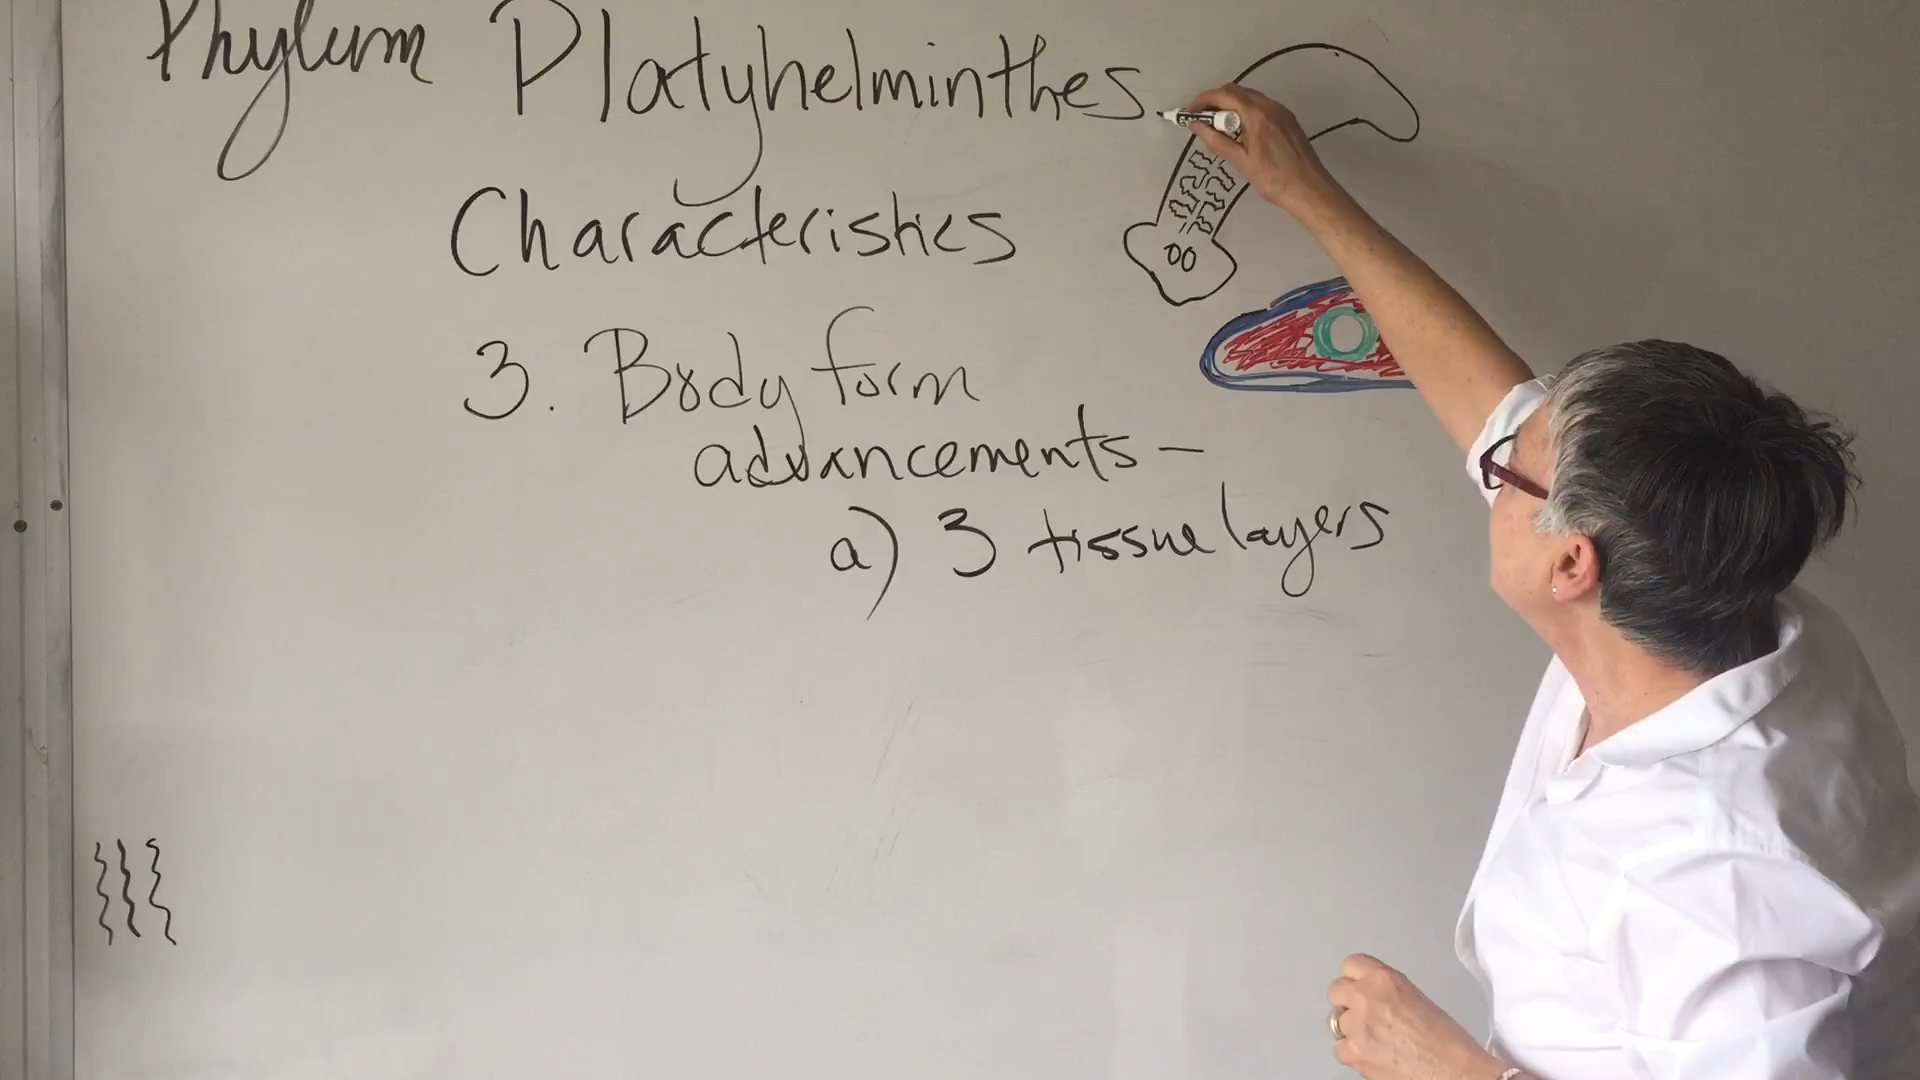 Phylum Platyhelminthes
Characteristics
3. Body form
advancements –
a) 3 tissue layers